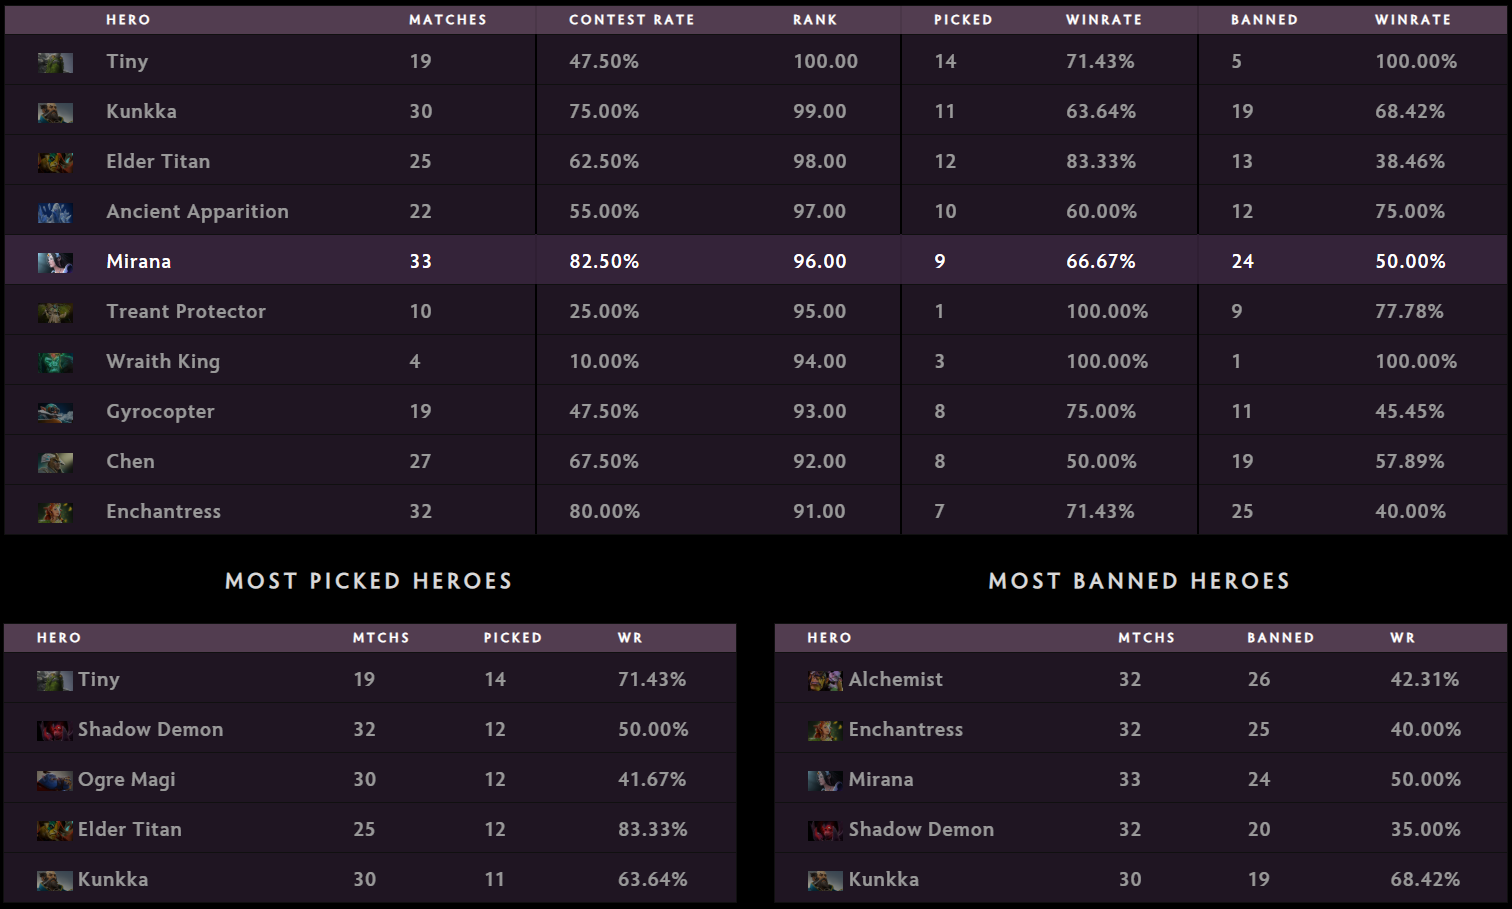 HERO MATCHES CONTEST RATE RANK PICKED WINRATE BANNED WINRATE
Tiny 19 47.50% 100.00 14 71.43% 5 100.00%
Kunkka 30 75.00% 99.00 11 63.64% 19 68.42%
Elder Titan 25 62.50% 98.00 12 83.33% 13 38.46%
Ancient Apparition 22 55.00% 97.00 10 60.00% 12 75.00%
Mirana 33 82.50% 96.00 9 66.67% 24 50.00%
Treant Protector 10 25.00% 95.00 1 100.00% 9 77.78%
Wraith King 4 10.00% 94.00 3 100.00% 1 100.00%
Gyrocopter 19 47.50% 93.00 8 75.00% 11 45.45%
Chen 27 67.50% 92.00 8 50.00% 19 57.89%
Enchantress 32 80.00% 91.00 7 71.43% 25 40.00%
MOST PICKED HEROES
HERO MTCHS PICKED WR
Tiny 19 14 71.43%
Shadow Demon 32 12 50.00%
Ogre Magi 30 12 41.67%
Elder Titan 25 12 83.33%
Kunkka 30 11 63.64%
MOST BANNED HEROES
HERO MTCHS BANNED WR
Alchemist 32 26 42.31%
Enchantress 32 25 40.00%
Mirana 33 24 50.00%
Shadow Demon 32 20 35.00%
Kunkka 30 19 68.42%